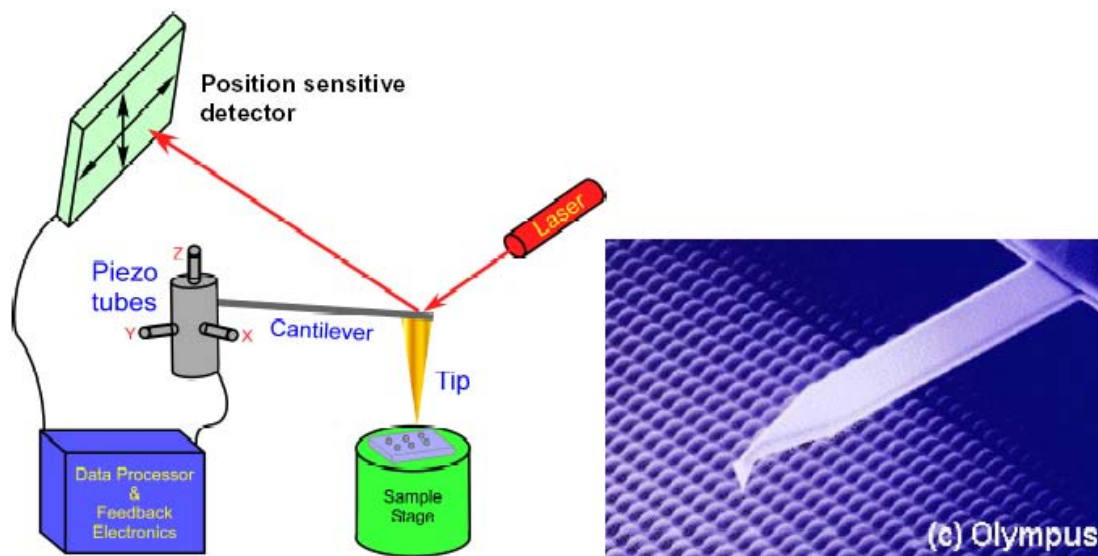 Position sensitive
detector
Laser
Z
Piezo
tubes
Y
X
Cantilever
Tip
Data Processor
&
Feedback
Electronics
Sample
Stage
(c) Olympus